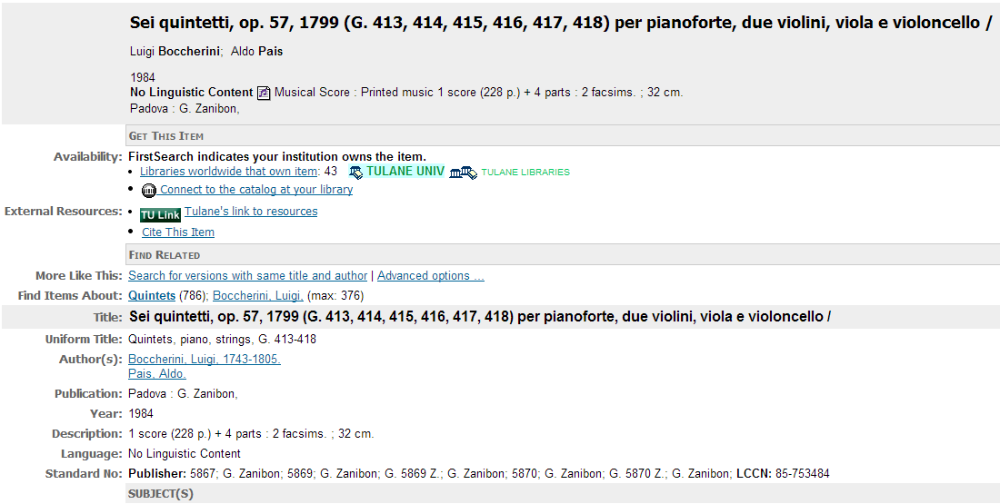 Sei quintetti, op. 57, 1799 (G. 413, 414, 415, 416, 417, 418) per pianoforte, due violini, viola e violoncello /
Luigi Boccherini; Aldo Pais
1984
No Linguistic Content Musical Score : Printed music 1 score (228 p.) + 4 parts : 2 facsims. ; 32 cm.
Padova : G. Zanibon,
GET THIS ITEM
Availability: FirstSearch indicates your institution owns the item.
• Libraries worldwide that own item: 43 TULANE UNIV TULANE LIBRARIES
• Connect to the catalog at your library
External Resources: • TU Link Tulane's link to resources
• Cite This Item
FIND RELATED
More Like This: Search for versions with same title and author | Advanced options ...
Find Items About: Quintets (786); Boccherini, Luigi, (max: 376)
Title: Sei quintetti, op. 57, 1799 (G. 413, 414, 415, 416, 417, 418) per pianoforte, due violini, viola e violoncello /
Uniform Title: Quintets, piano, strings, G. 413-418
Author(s): Boccherini, Luigi, 1743-1805.
Pais, Aldo.
Publication: Padova : G. Zanibon,
Year: 1984
Description: 1 score (228 p.) + 4 parts : 2 facsims. ; 32 cm.
Language: No Linguistic Content
Standard No: Publisher: 5867; G. Zanibon; 5869; G. Zanibon; G. 5869 Z.; G. Zanibon; 5870; G. Zanibon; G. 5870 Z.; G. Zanibon; LCCN: 85-753484
SUBJECT(S)